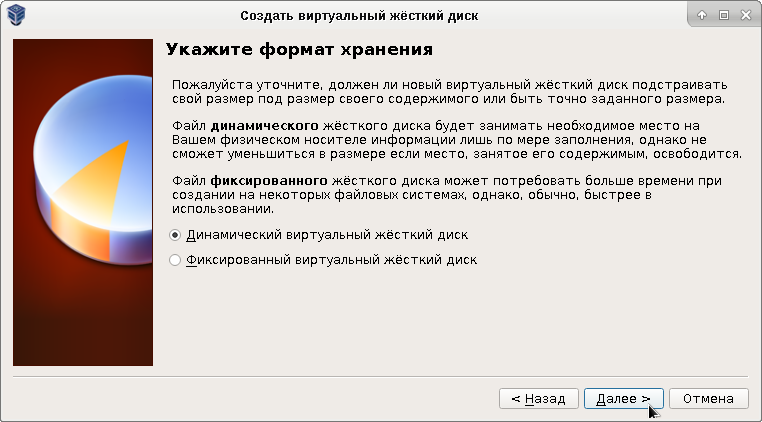 Создать виртуальный жёсткий диск
Укажите формат хранения
Пожалуйста уточните, должен ли новый виртуальный жёсткий диск подстраивать
свой размер под размер своего содержимого или быть точно заданного размера.
Файл динамического жёсткого диска будет занимать необходимое место на
Вашем физическом носителе информации лишь по мере заполнения, однако не
сможет уменьшиться в размере если место, занятое его содержимым, освободится.
Файл фиксированного жёсткого диска может потребовать больше времени при
создании на некоторых файловых системах, однако, обычно, быстрее в
использовании.
Динамический виртуальный жёсткий диск
Фиксированный виртуальный жёсткий диск
< Назад Далее > Отмена